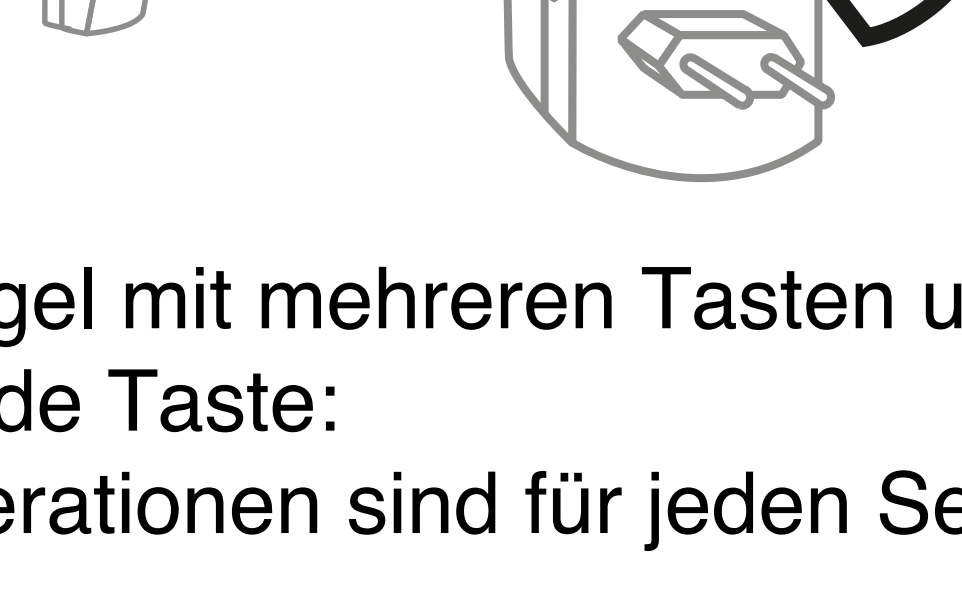 gel mit mehreren Tasten u
de Taste:
erationen sind für jeden Se